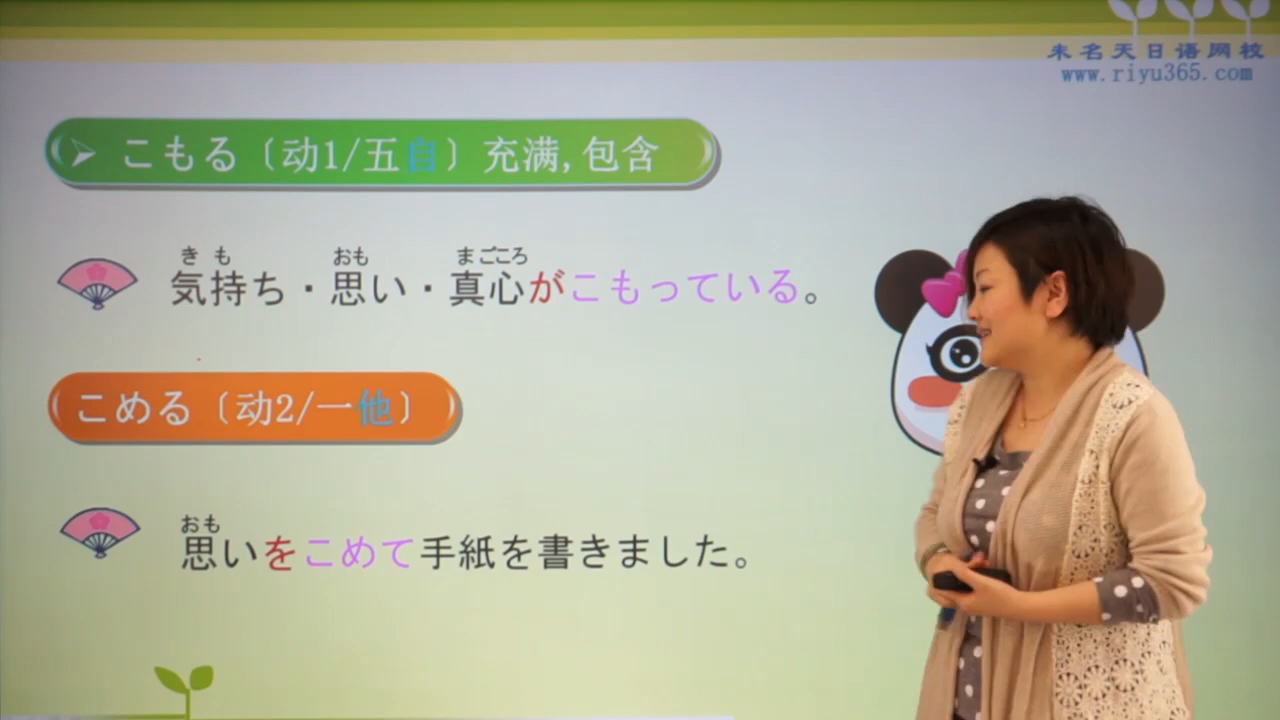 未名天日语网校
www.riyu365.com
こもる〔动1/五自〕充满,包含
きも おも まごころ
気持ち・思い・真心がこもっている。
こめる〔动2/一他〕
おも
思いをこめて手紙を書きました。